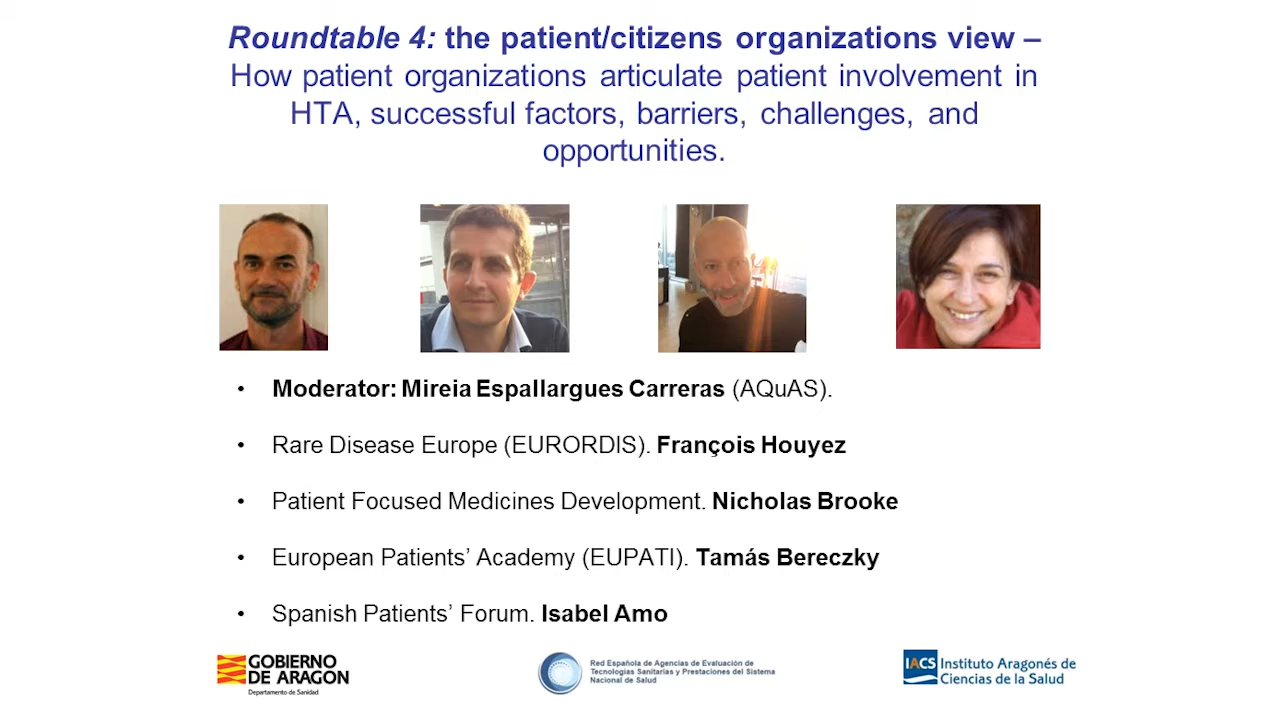 Roundtable 4: the patient/citizens organizations view –
How patient organizations articulate patient involvement in
HTA, successful factors, barriers, challenges, and
opportunities.
• Moderator: Mireia Espallargues Carreras (AQuAS).
• Rare Disease Europe (EURORDIS). François Houyez
• Patient Focused Medicines Development. Nicholas Brooke
• European Patients’ Academy (EUPATI). Tamás Bereczky
• Spanish Patients’ Forum. Isabel Amo
GOBIERNO
DE ARAGON
Departamento de Sanidad
Red Española de Agencias de Evaluación de
Tecnologías Sanitarias y Prestaciones del Sistema
Nacional de Salud
IACS Instituto Aragonés de
Ciencias de la Salud